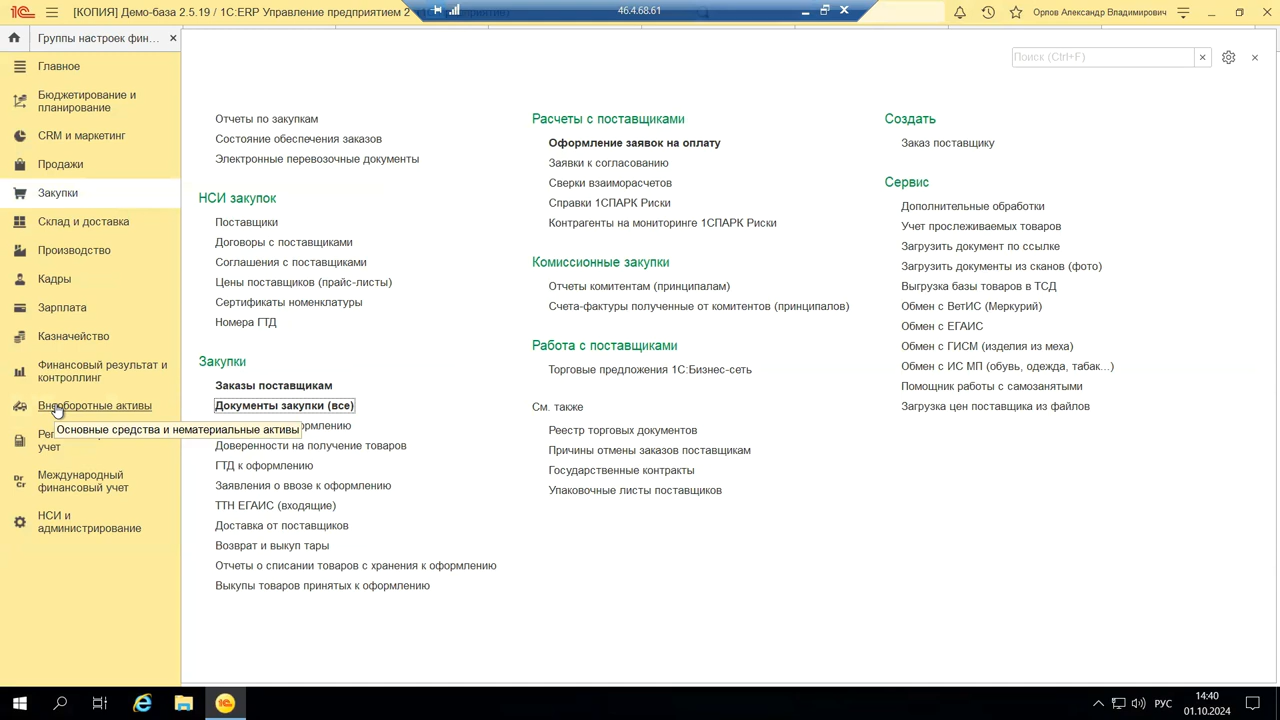 [КОПИЯ] Демо-база 2.5.19 / 1С:ERP Управление предприятием 2
46.4.68.61
Орлов Александр Владимирович
Группы настроек фин...
Главное
Бюджетирование и
планирование
CRM и маркетинг
Продажи
Закупки
Склад и доставка
Производство
Кадры
Зарплата
Казначейство
Финансовый результат и
контроллинг
Внеоборотные активы
Основные средства и нематериальные активы
учет
Международный
финансовый учет
НСИ и
администрирование
Поиск (Ctrl+F)
Отчеты по закупкам
Состояние обеспечения заказов
Электронные перевозочные документы
НСИ закупок
Поставщики
Договоры с поставщиками
Соглашения с поставщиками
Цены поставщиков (прайс-листы)
Сертификаты номенклатуры
Номера ГТД
Закупки
Заказы поставщикам
Документы закупки (все)
Доверенности на получение товаров
ГТД к оформлению
Заявления о ввозе к оформлению
ТТН ЕГАИС (входящие)
Доставка от поставщиков
Возврат и выкуп тары
Отчеты о списании товаров с хранения к оформлению
Выкупы товаров принятых к оформлению
Расчеты с поставщиками
Оформление заявок на оплату
Заявки к согласованию
Сверки взаиморасчетов
Справки 1СПАРК Риски
Контрагенты на мониторинге 1СПАРК Риски
Комиссионные закупки
Отчеты комитентам (принципалам)
Счета-фактуры полученные от комитентов (принципалов)
Работа с поставщиками
Торговые предложения 1С:Бизнес-сеть
См. также
Реестр торговых документов
Причины отмены заказов поставщикам
Государственные контракты
Упаковочные листы поставщиков
Создать
Заказ поставщику
Сервис
Дополнительные обработки
Учет прослеживаемых товаров
Загрузить документ по ссылке
Загрузить документы из сканов (фото)
Выгрузка базы товаров в ТСД
Обмен с ВетИС (Меркурий)
Обмен с ЕГАИС
Обмен с ГИСМ (изделия из меха)
Обмен с ИС МП (обувь, одежда, табак...)
Помощник работы с самозанятыми
Загрузка цен поставщика из файлов
РУС
14:40
01.10.2024